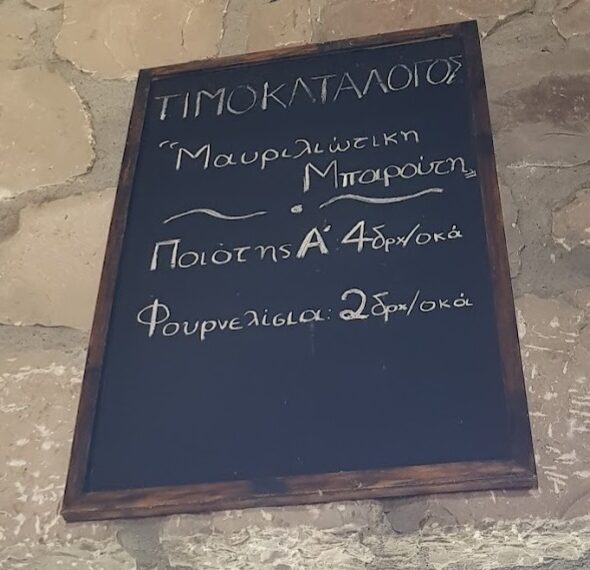 ΤΙΜΟΚΑΤΑΛΟΓΟΣ
“Μαυριλιώτικη
Μπαρούτη„
Ποιότης Α΄ 4δρχ/οκά
Φουρνελίσια: 2δρχ/οκά